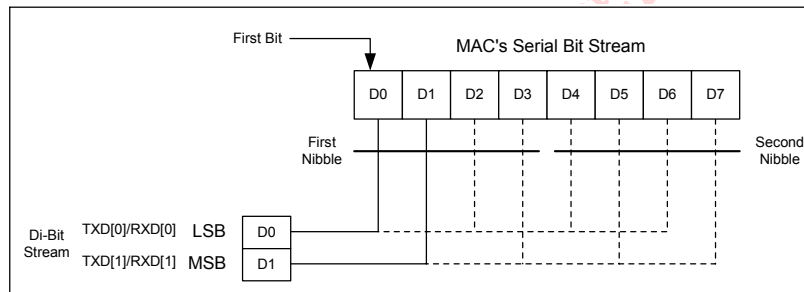 First Bit
MAC's Serial Bit Stream
D0 D1 D2 D3 D4 D5 D6 D7
First
Nibble
Second
Nibble
Di-Bit
Stream
TXD[0]/RXD[0] LSB D0
TXD[1]/RXD[1] MSB D1